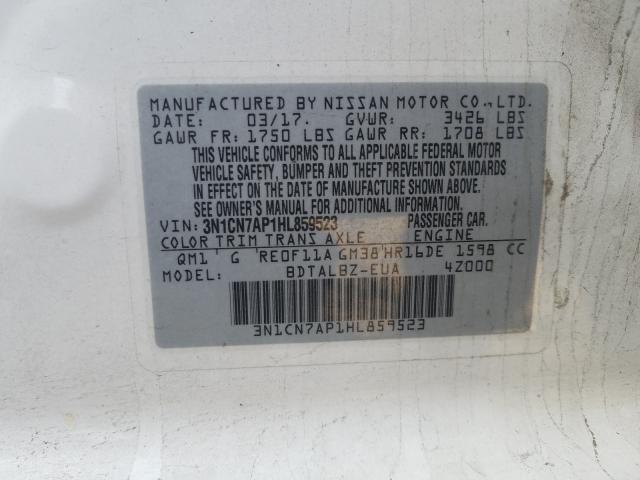 MANUFACTURED BY NISSAN MOTOR CO.,LTD.
DATE: 03/17. GVWR: 3426 LBS
GAWR FR: 1750 LBS GAWR RR: 1708 LBS
THIS VEHICLE CONFORMS TO ALL APPLICABLE FEDERAL MOTOR
VEHICLE SAFETY, BUMPER AND THEFT PREVENTION STANDARDS
IN EFFECT ON THE DATE OF MANUFACTURE SHOWN ABOVE.
SEE OWNER'S MANUAL FOR ADDITIONAL INFORMATION.
VIN: 3N1CN7AP1HL859523 PASSENGER CAR.
COLOR TRIM TRANS AXLE ENGINE
QM1 G RE0F11A GM38 HR16DE 1598 CC
MODEL: BDTALBZ-EUA 4Z000
3N1CN7AP1HL859523